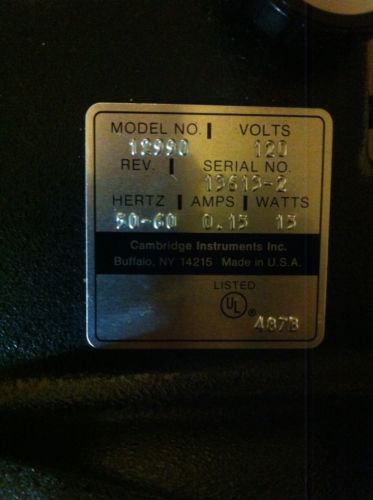 MODEL NO. VOLTS
12990 120
REV. SERIAL NO.
13613-2
HERTZ AMPS WATTS
50-60 0.15 15
Cambridge Instruments Inc.
Buffalo, NY 14215 Made in U.S.A.
LISTED
UL
487B